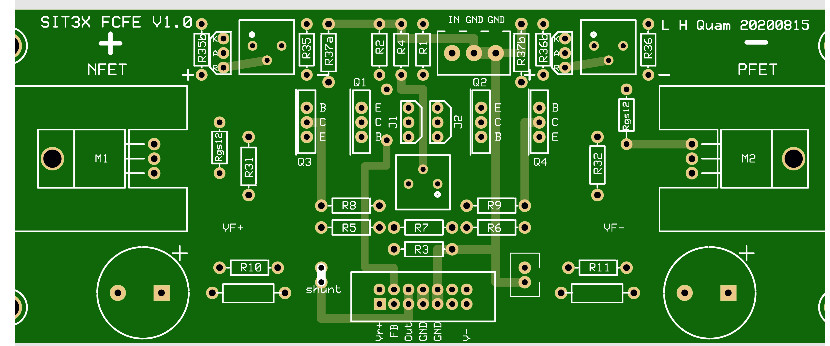 SIT3X FCFE V1.0
L H Quam 20200815
IN GND GND
R35b
K
A
R35
R37a
R2
R4
R1
R37b
R36b
K
A
R36
+
NFET
−
PFET
+
−
+
−
Q1
Q2
B
C
E
E
C
B
J1
J2
E
C
E
B
C
E
Q3
Q4
Rgs12
R31
M1
Rgs12
R32
M2
R8
R9
R5
R7
R6
R3
VF+
VF-
+
+
R10
R11
shunt
Vr+
FB
Out
GND
GND
V-